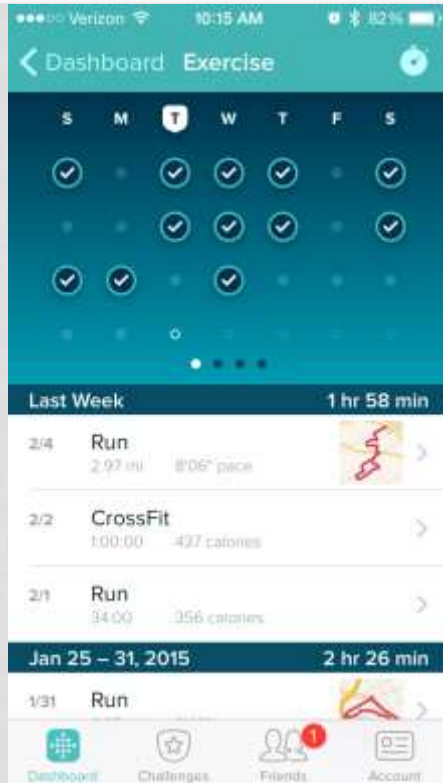 Verizon 10:15 AM 82%
Dashboard Exercise
S M T W T F S
Last Week 1 hr 58 min
2/4 Run
2.97 mi 8'06" pace
2/2 CrossFit
1:00:00 437 calories
2/1 Run
34:00 356 calories
Jan 25 – 31, 2015 2 hr 26 min
1/31 Run
1
Dashboard Challenges Friends Account